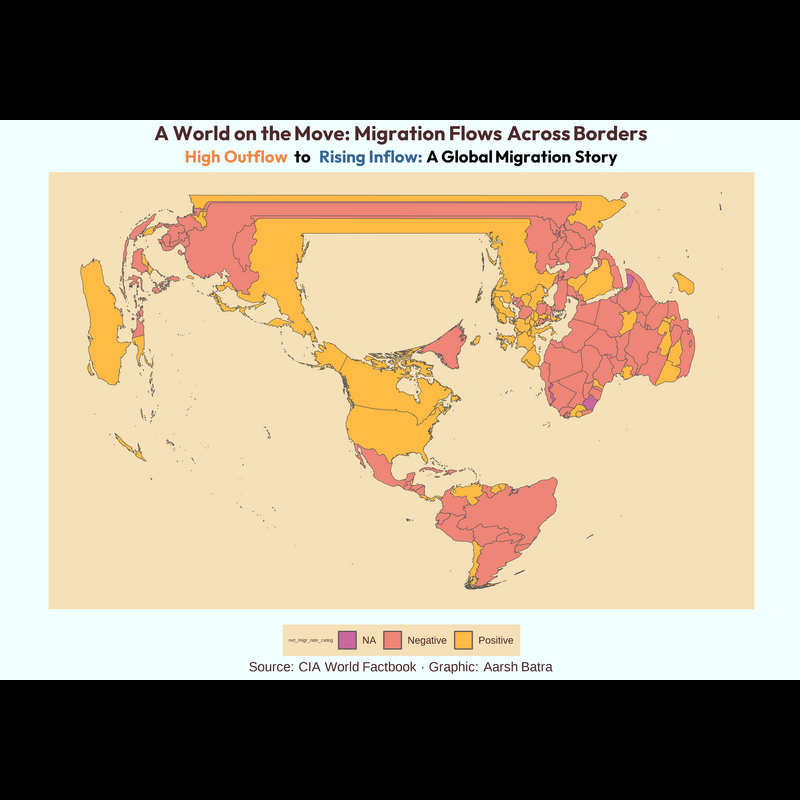 A World on the Move: Migration Flows Across Borders
High Outflow to Rising Inflow: A Global Migration Story
net_migr_rate_categ NA Negative Positive
Source: CIA World Factbook · Graphic: Aarsh Batra